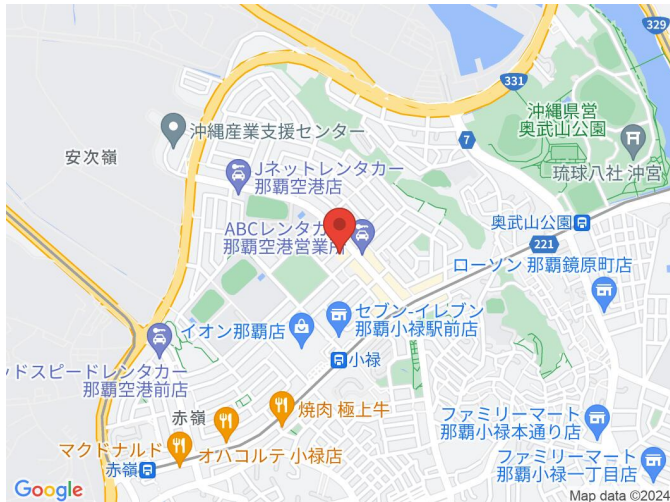 329
331
沖縄県営
奥武山公園
7
沖縄産業支援センター
安次嶺
琉球八社 沖宮
Jネットレンタカー
那覇空港店
奥武山公園
ABCレンタカ
那覇空港営業所
221
ローソン 那覇鏡原町店
セブン-イレブン
那覇小禄駅前店
イオン那覇店
小禄
ッドスピードレンタカー
那覇空港前店
赤嶺
焼肉 極上牛
ファミリーマート
那覇小禄本通り店
マクドナルド
オハコルテ 小禄店
赤嶺
ファミリーマート
那覇小禄一丁目店
Google
Map data ©2024